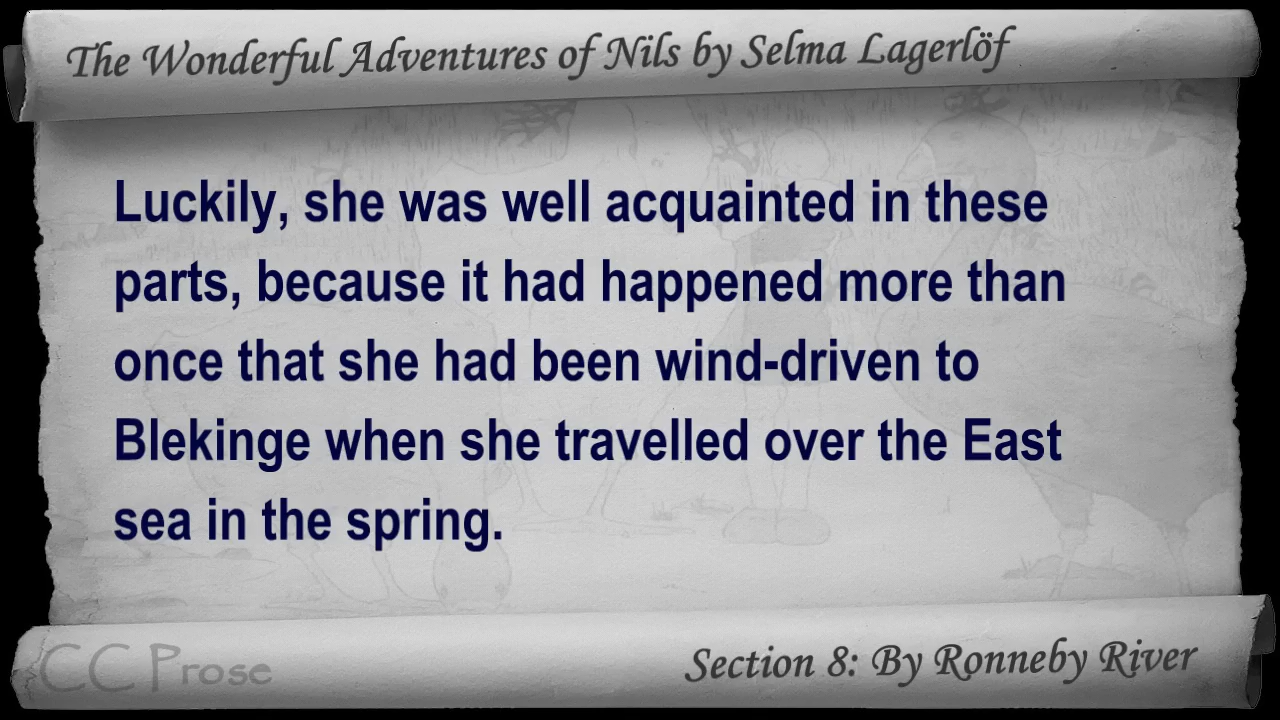 The Wonderful Adventures of Nils by Selma Lagerlöf
Luckily, she was well acquainted in these
parts, because it had happened more than
once that she had been wind-driven to
Blekinge when she travelled over the East
sea in the spring.
CC Prose
Section 8: By Ronneby River